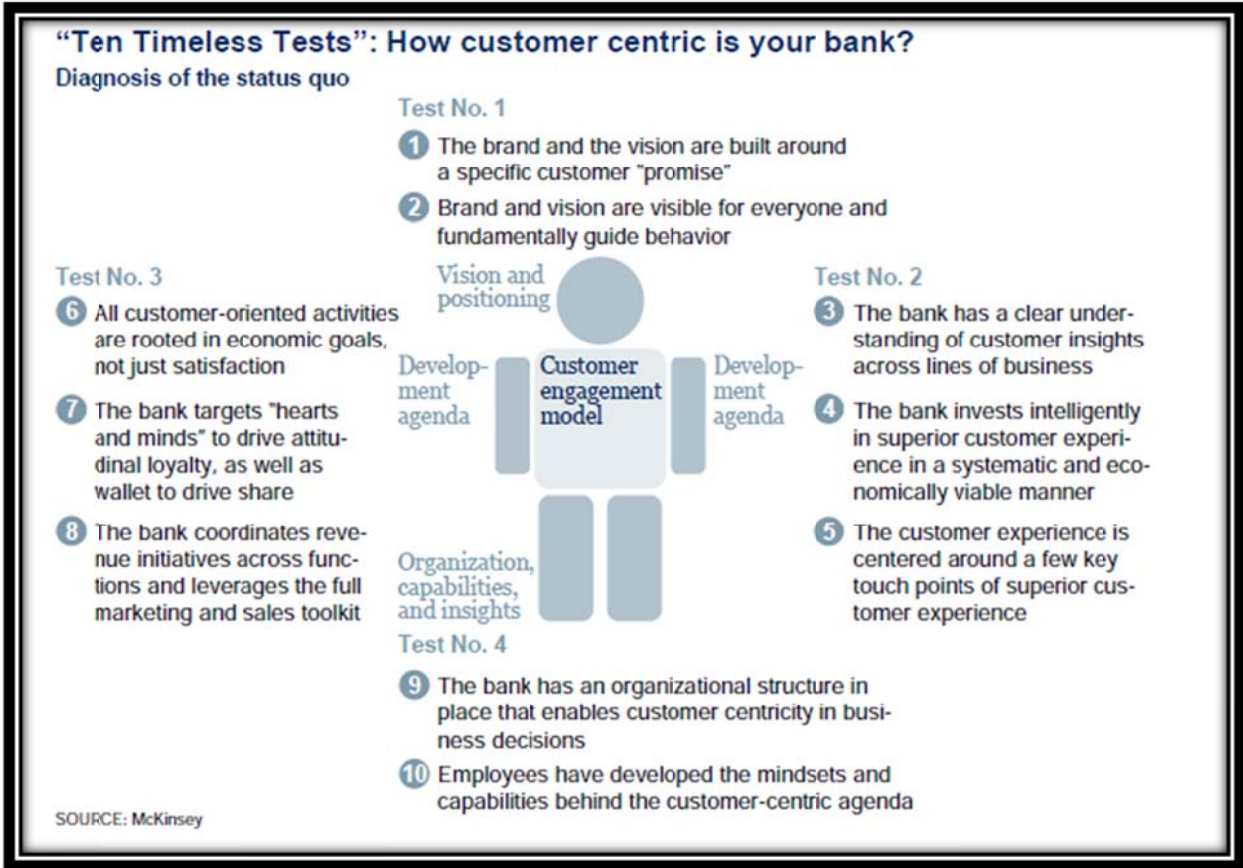 “Ten Timeless Tests”: How customer centric is your bank?
Diagnosis of the status quo
Test No. 1
1 The brand and the vision are built around
a specific customer “promise”
2 Brand and vision are visible for everyone and
fundamentally guide behavior
Vision and
positioning
Test No. 3
6 All customer-oriented activities
are rooted in economic goals,
not just satisfaction
7 The bank targets “hearts
and minds” to drive attitu-
dinal loyalty, as well as
wallet to drive share
8 The bank coordinates reve-
nue initiatives across func-
tions and leverages the full
marketing and sales toolkit
Develop-
ment
agenda
Customer
engagement
model
Develop-
ment
agenda
Test No. 2
3 The bank has a clear under-
standing of customer insights
across lines of business
4 The bank invests intelligently
in superior customer experi-
ence in a systematic and eco-
nomically viable manner
5 The customer experience is
centered around a few key
touch points of superior cus-
tomer experience
Organization,
capabilities,
and insights
Test No. 4
9 The bank has an organizational structure in
place that enables customer centricity in busi-
ness decisions
10 Employees have developed the mindsets and
capabilities behind the customer-centric agenda
SOURCE: McKinsey